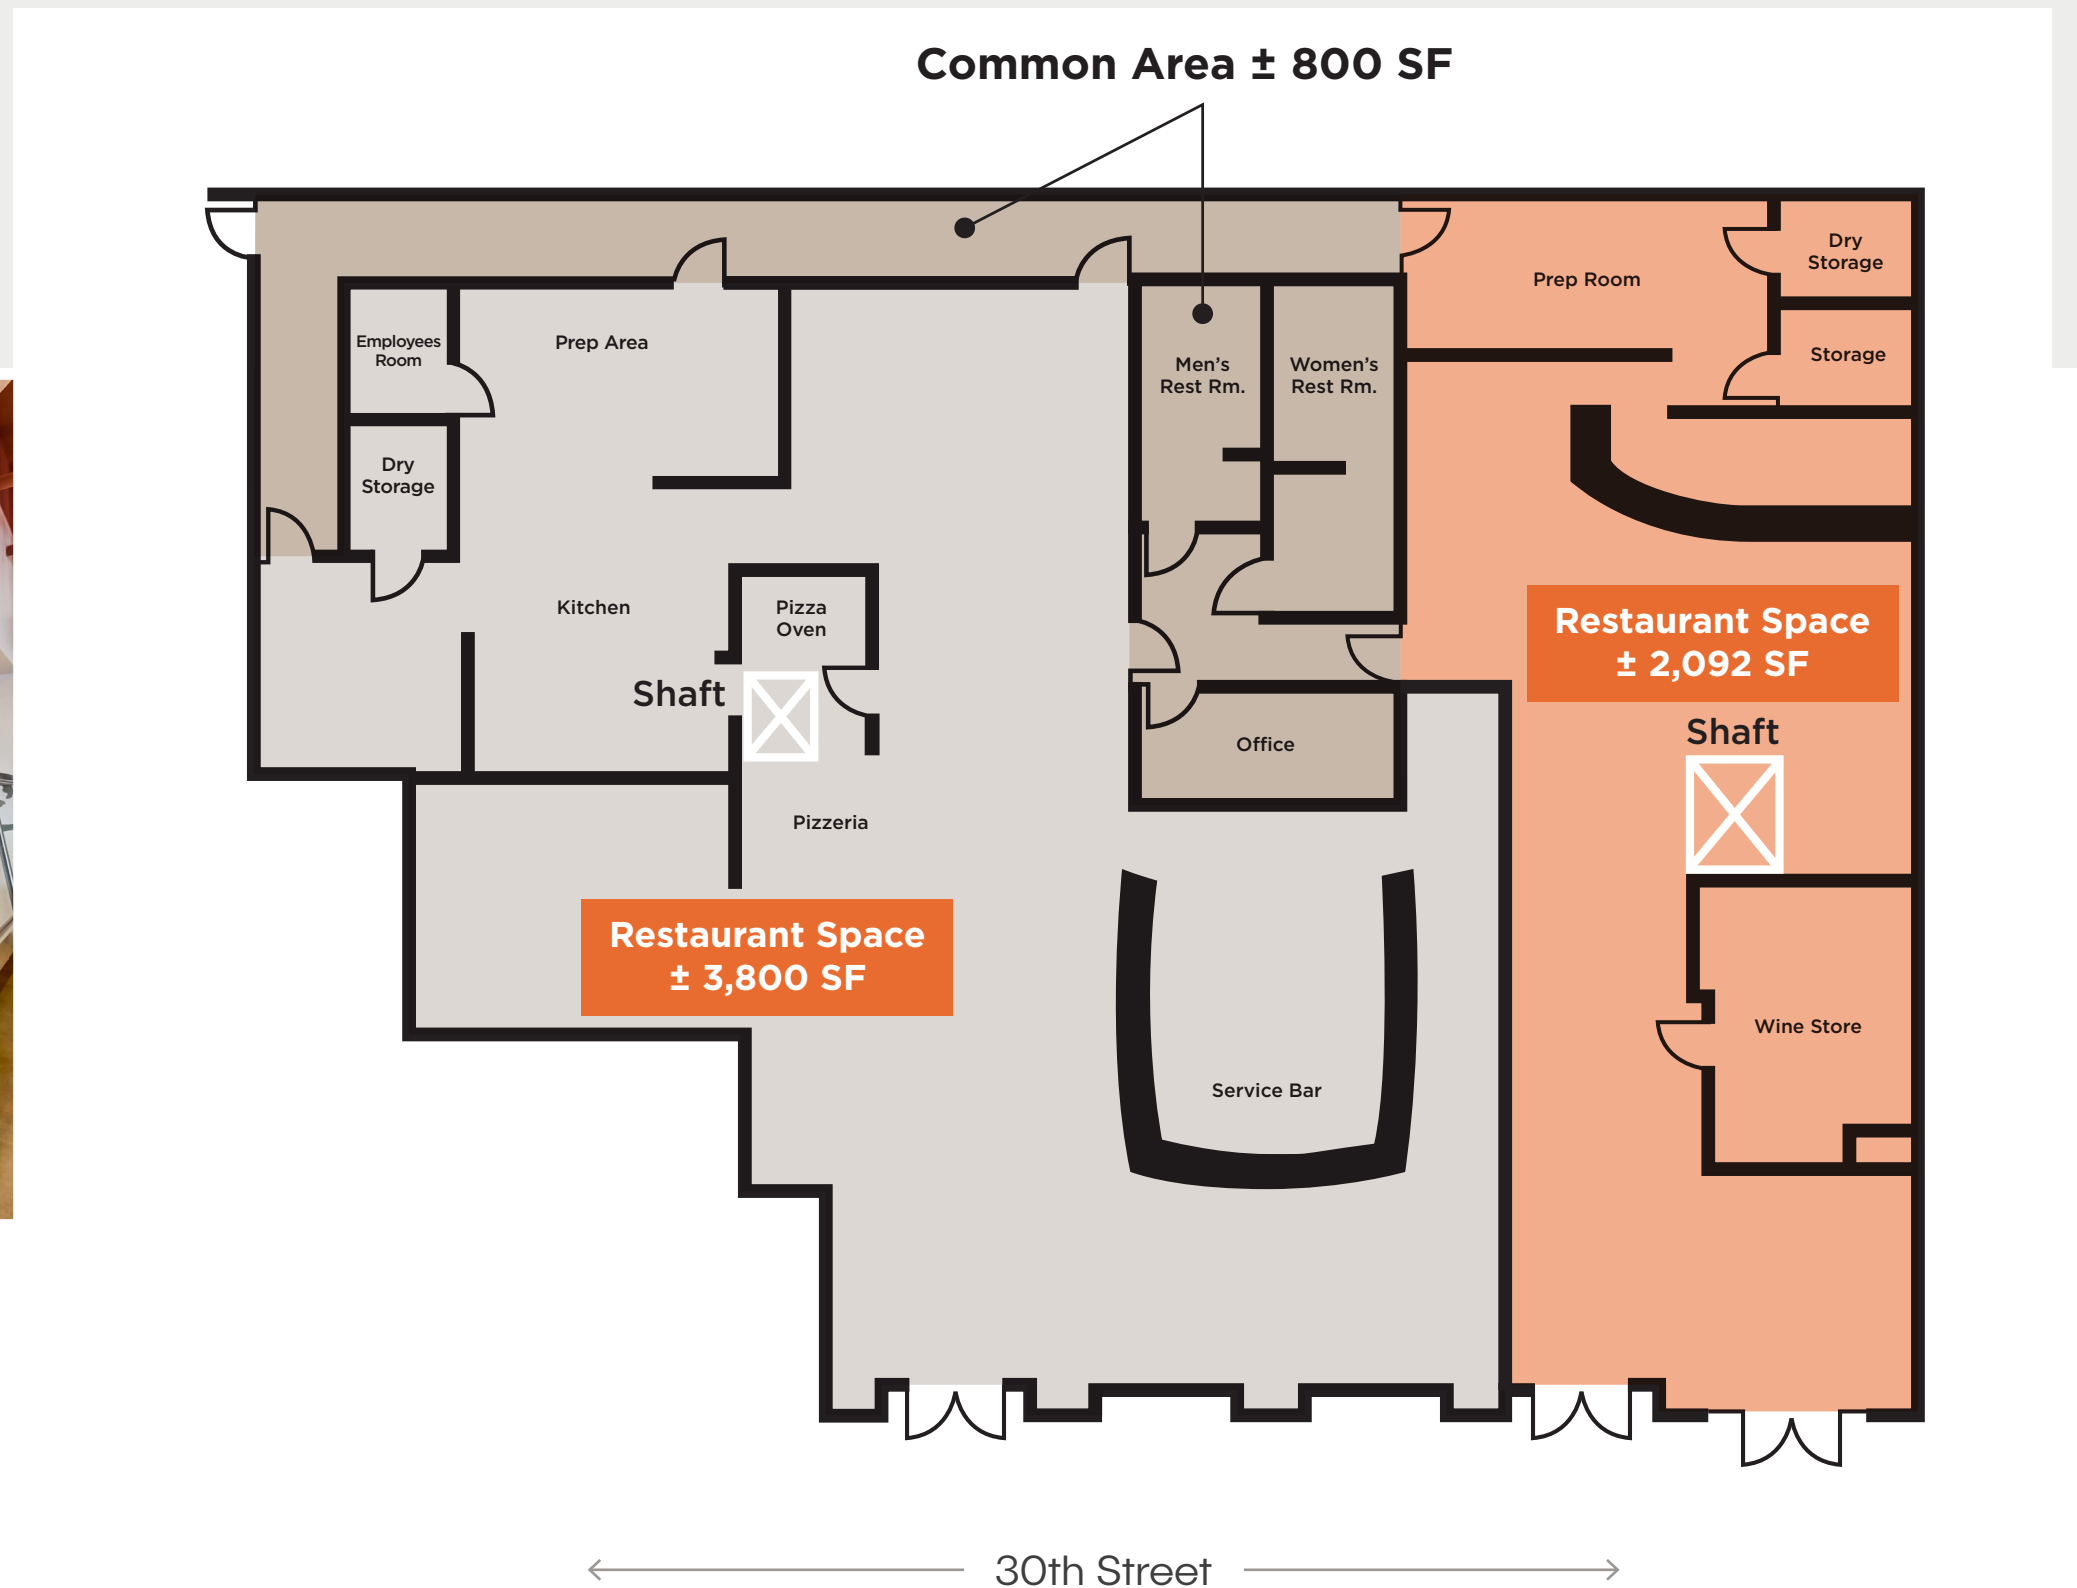 Common Area ± 800 SF
Dry
Storage
Prep Room
Employees
Room
Prep Area
Storage
Men's
Rest Rm.
Women's
Rest Rm.
Dry
Storage
Kitchen
Pizza
Oven
Restaurant Space
± 2,092 SF
Shaft
Shaft
Office
Pizzeria
Restaurant Space
± 3,800 SF
Wine Store
Service Bar
30th Street